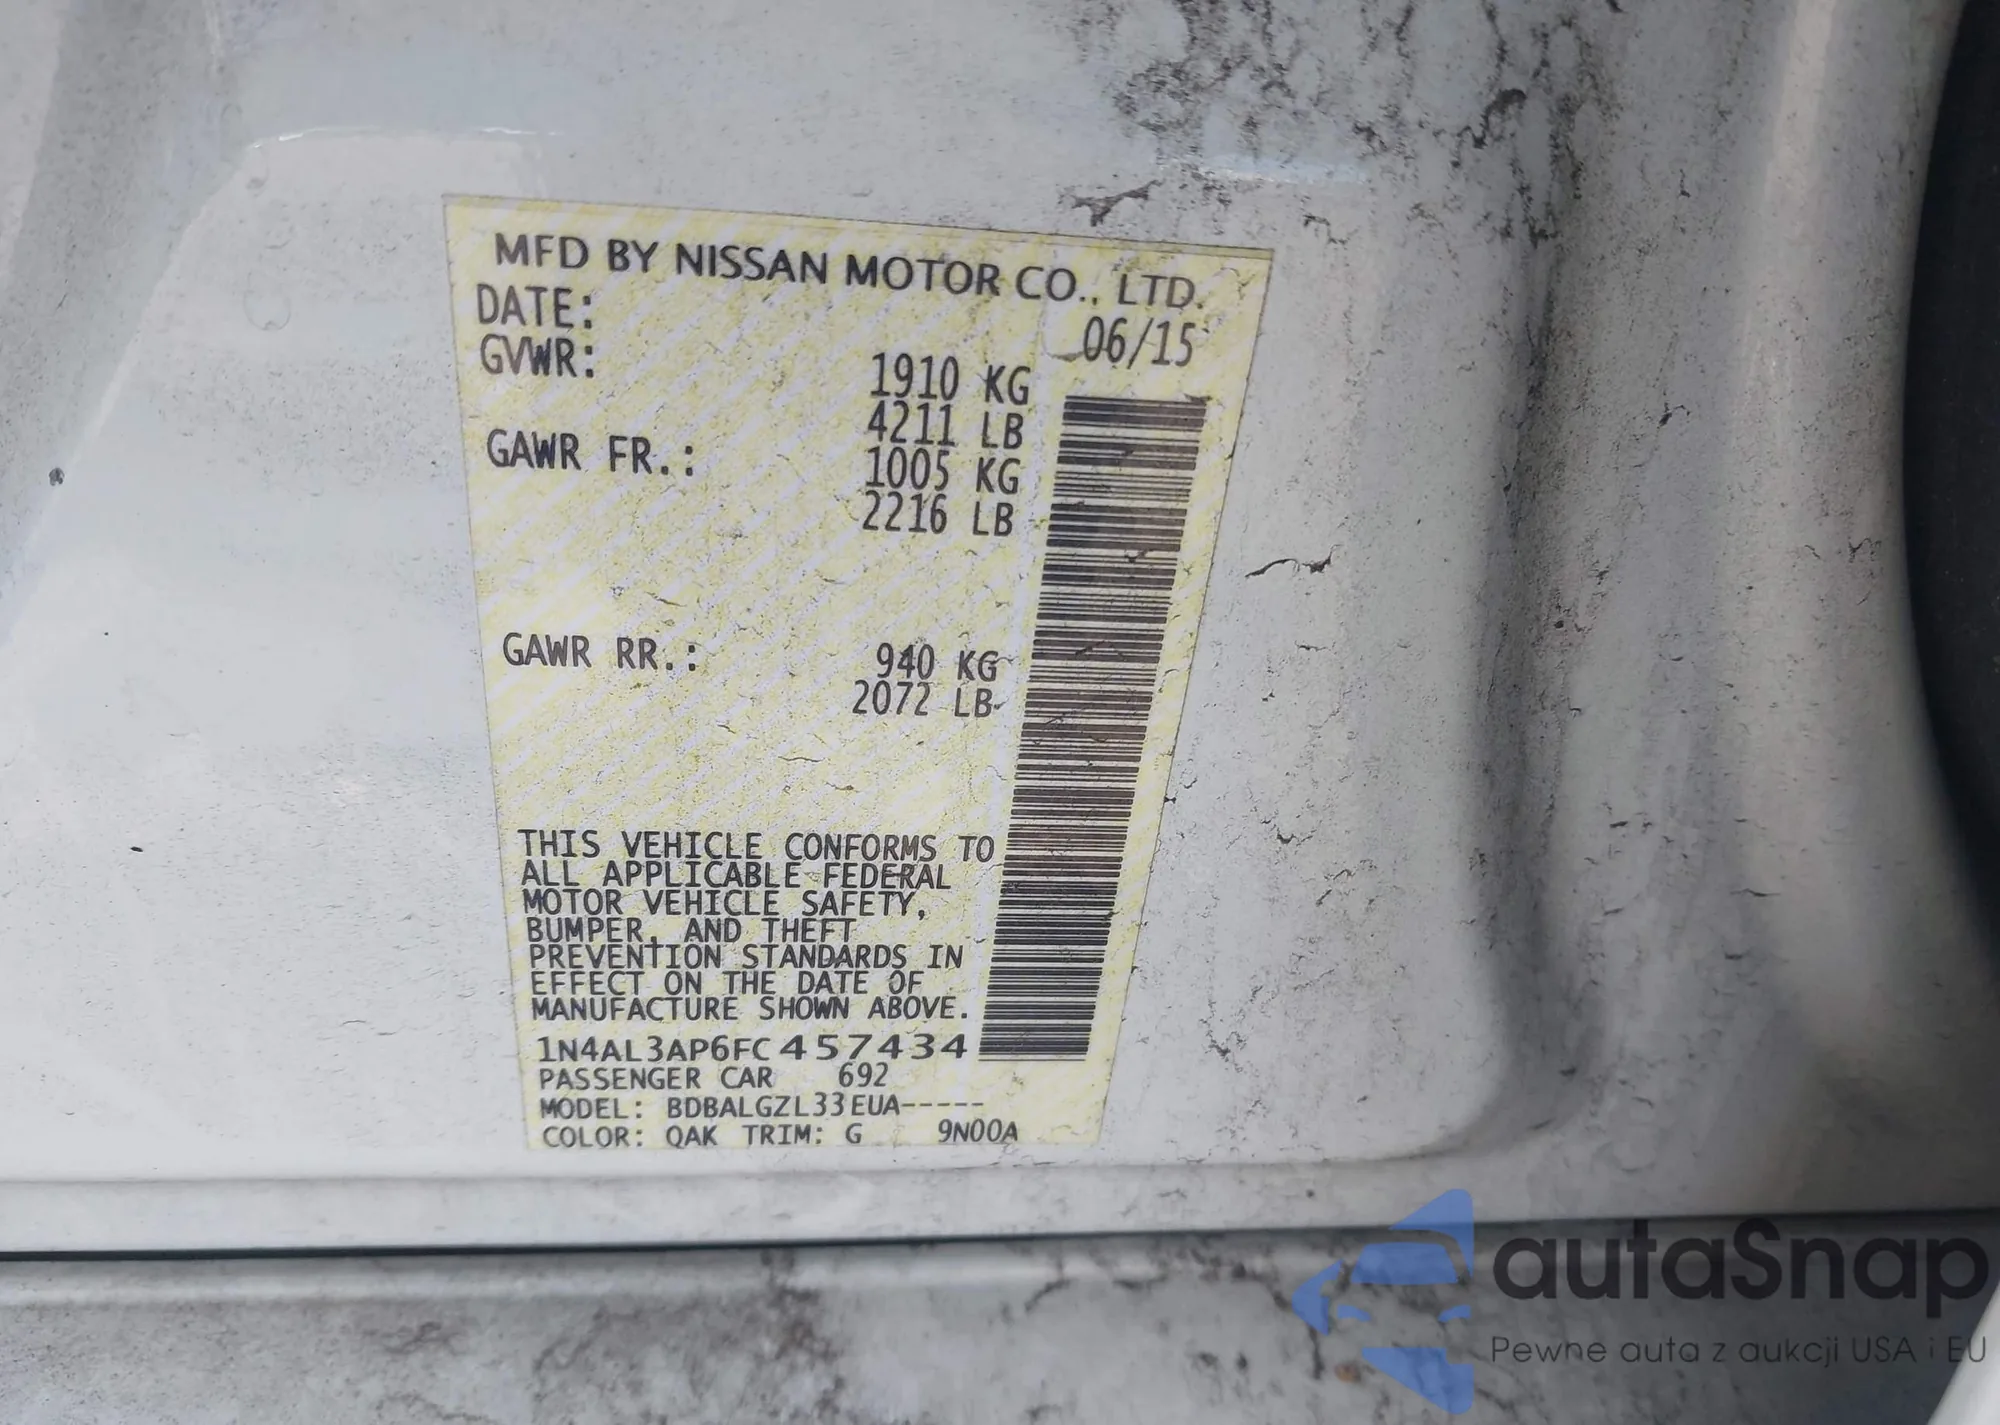 MFD BY NISSAN MOTOR CO., LTD.
DATE: 06/15
GVWR: 1910 KG
4211 LB
GAWR FR.: 1005 KG
2216 LB
GAWR RR.: 940 KG
2072 LB
THIS VEHICLE CONFORMS TO
ALL APPLICABLE FEDERAL
MOTOR VEHICLE SAFETY,
BUMPER, AND THEFT
PREVENTION STANDARDS IN
EFFECT ON THE DATE OF
MANUFACTURE SHOWN ABOVE.
1N4AL3AP6FC457434
PASSENGER CAR 692
MODEL: BDBALGZL33EUA-----
COLOR: QAK TRIM: G 9N00A
autaSnap
Pewne auta z aukcji USA i EU